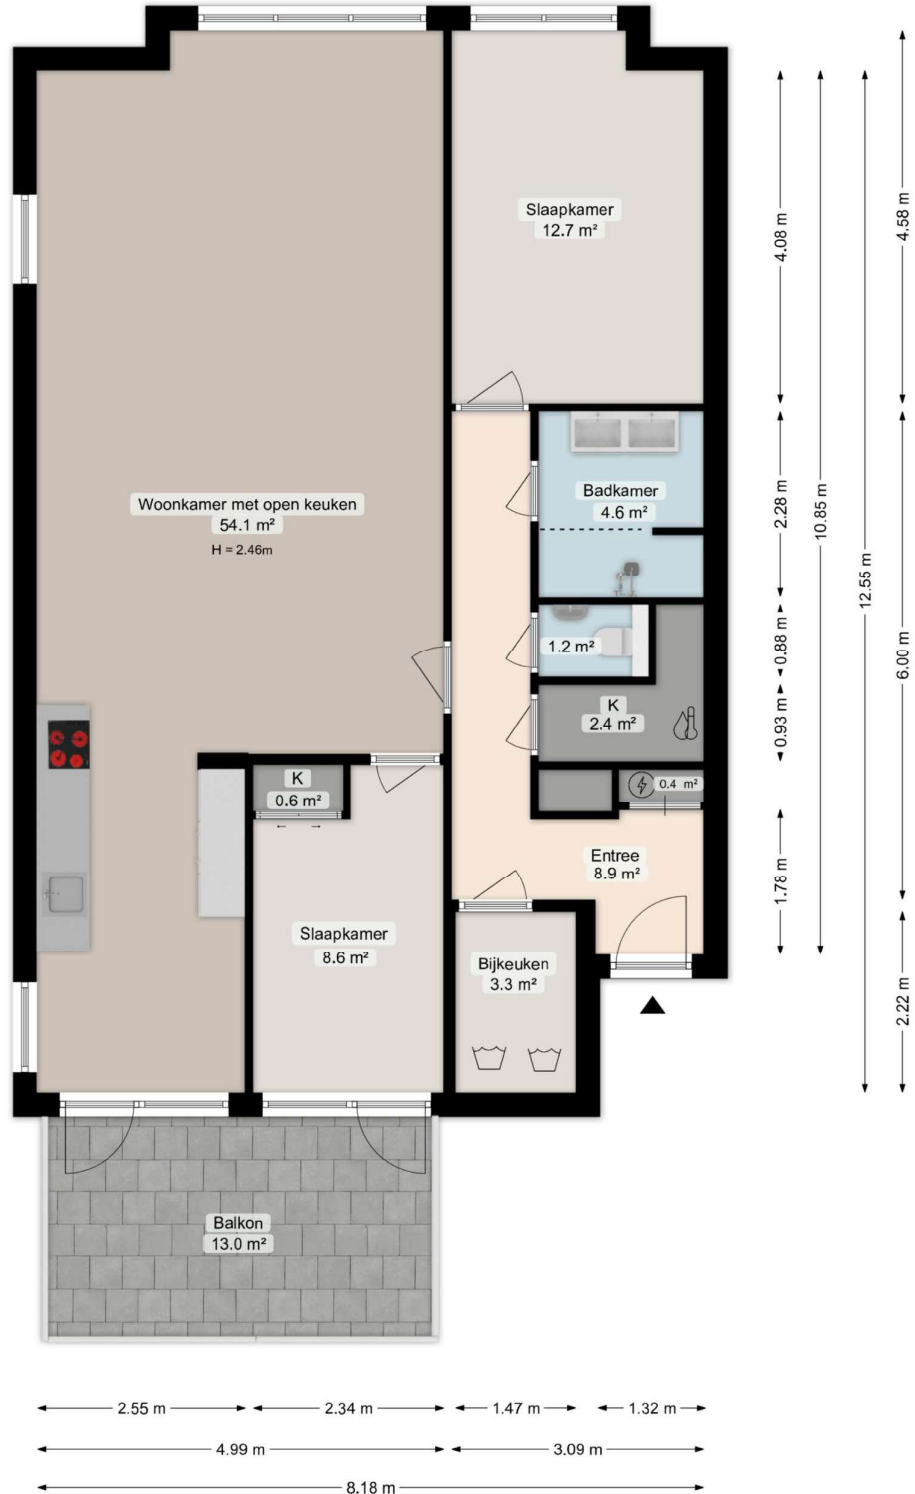 Slaapkamer
12.7 m²
Woonkamer met open keuken
54.1 m²
H = 2.46m
Badkamer
4.6 m²
1.2 m²
K
2.4 m²
K
0.6 m²
0.4 m²
Entree
8.9 m²
Slaapkamer
8.6 m²
Bijkeuken
3.3 m²
Balkon
13.0 m²
4.08 m
2.28 m
0.88 m
0.93 m
1.78 m
10.85 m
12.55 m
4.58 m
6.00 m
2.22 m
2.55 m
2.34 m
1.47 m
1.32 m
4.99 m
3.09 m
8.18 m